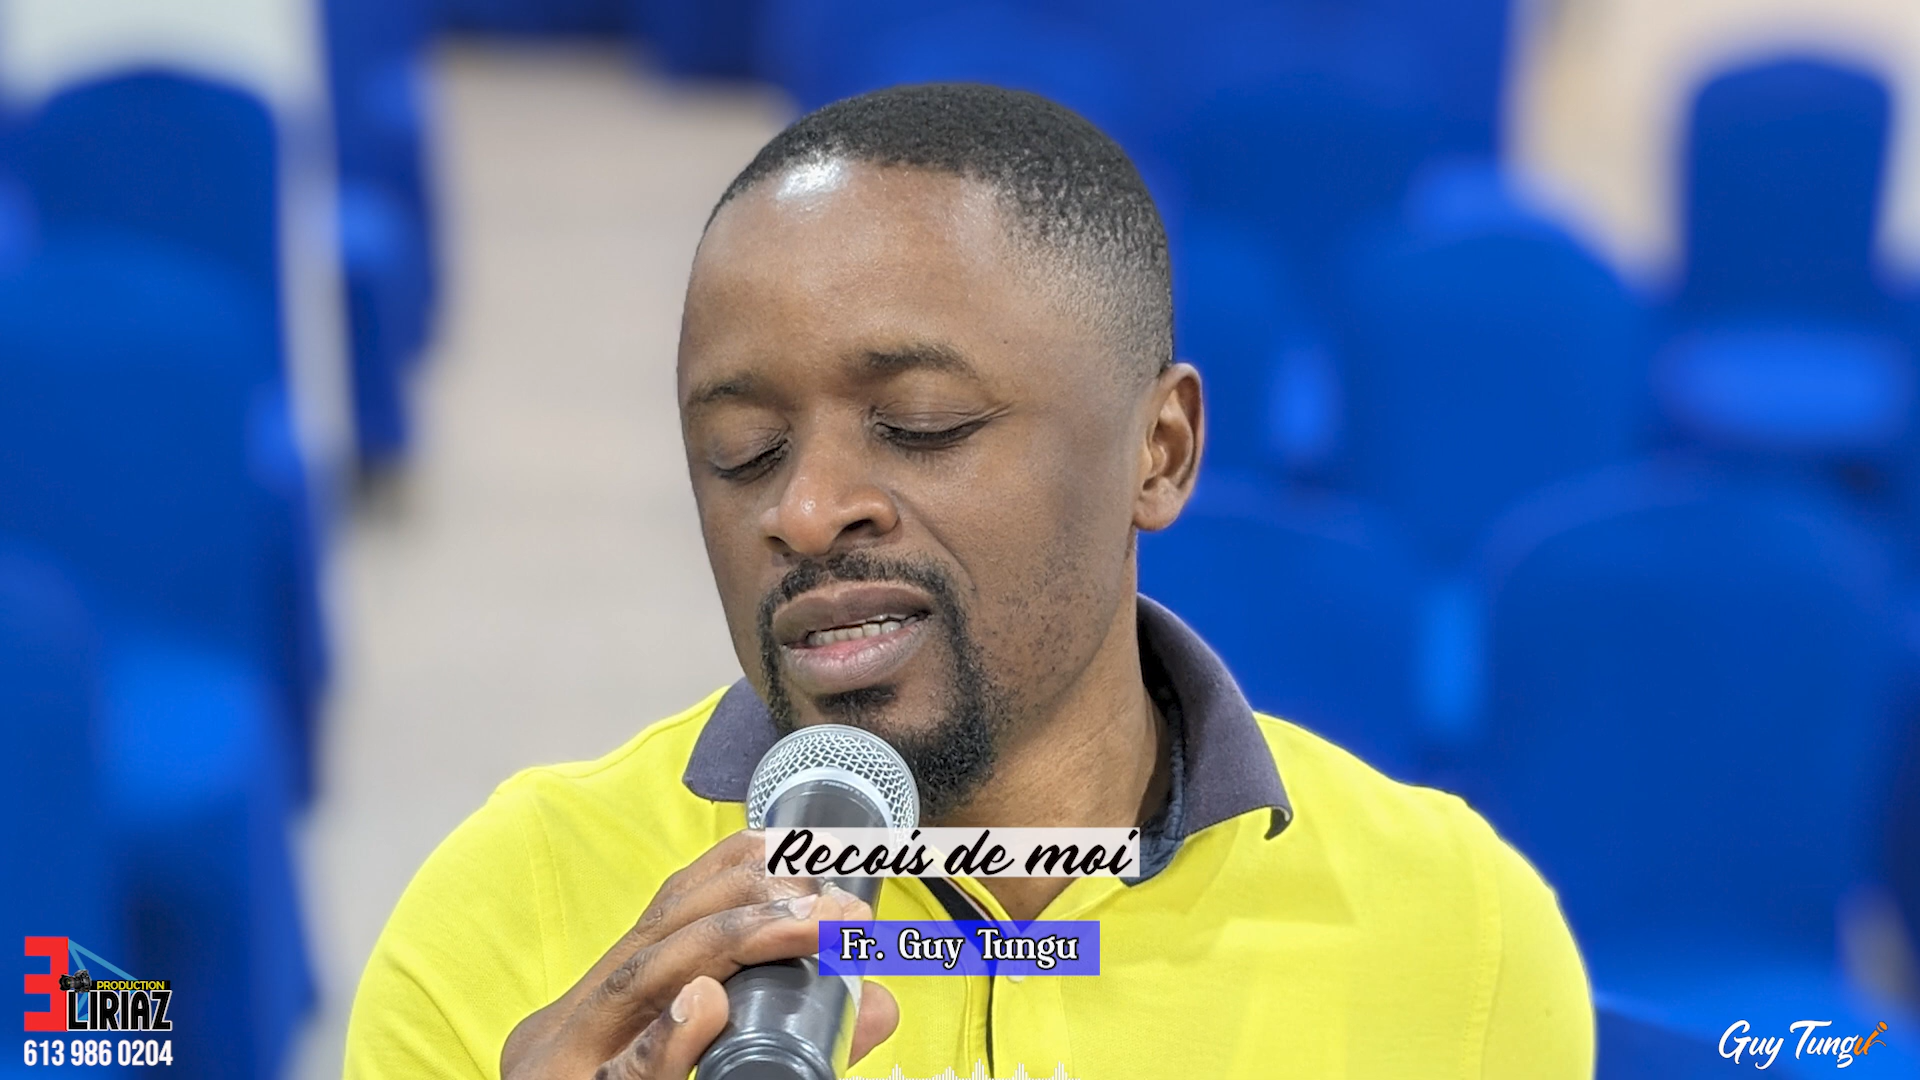 Recois de moi
Fr. Guy Tungu
PRODUCTION
ELIRIAZ
613 986 0204
Guy Tungu